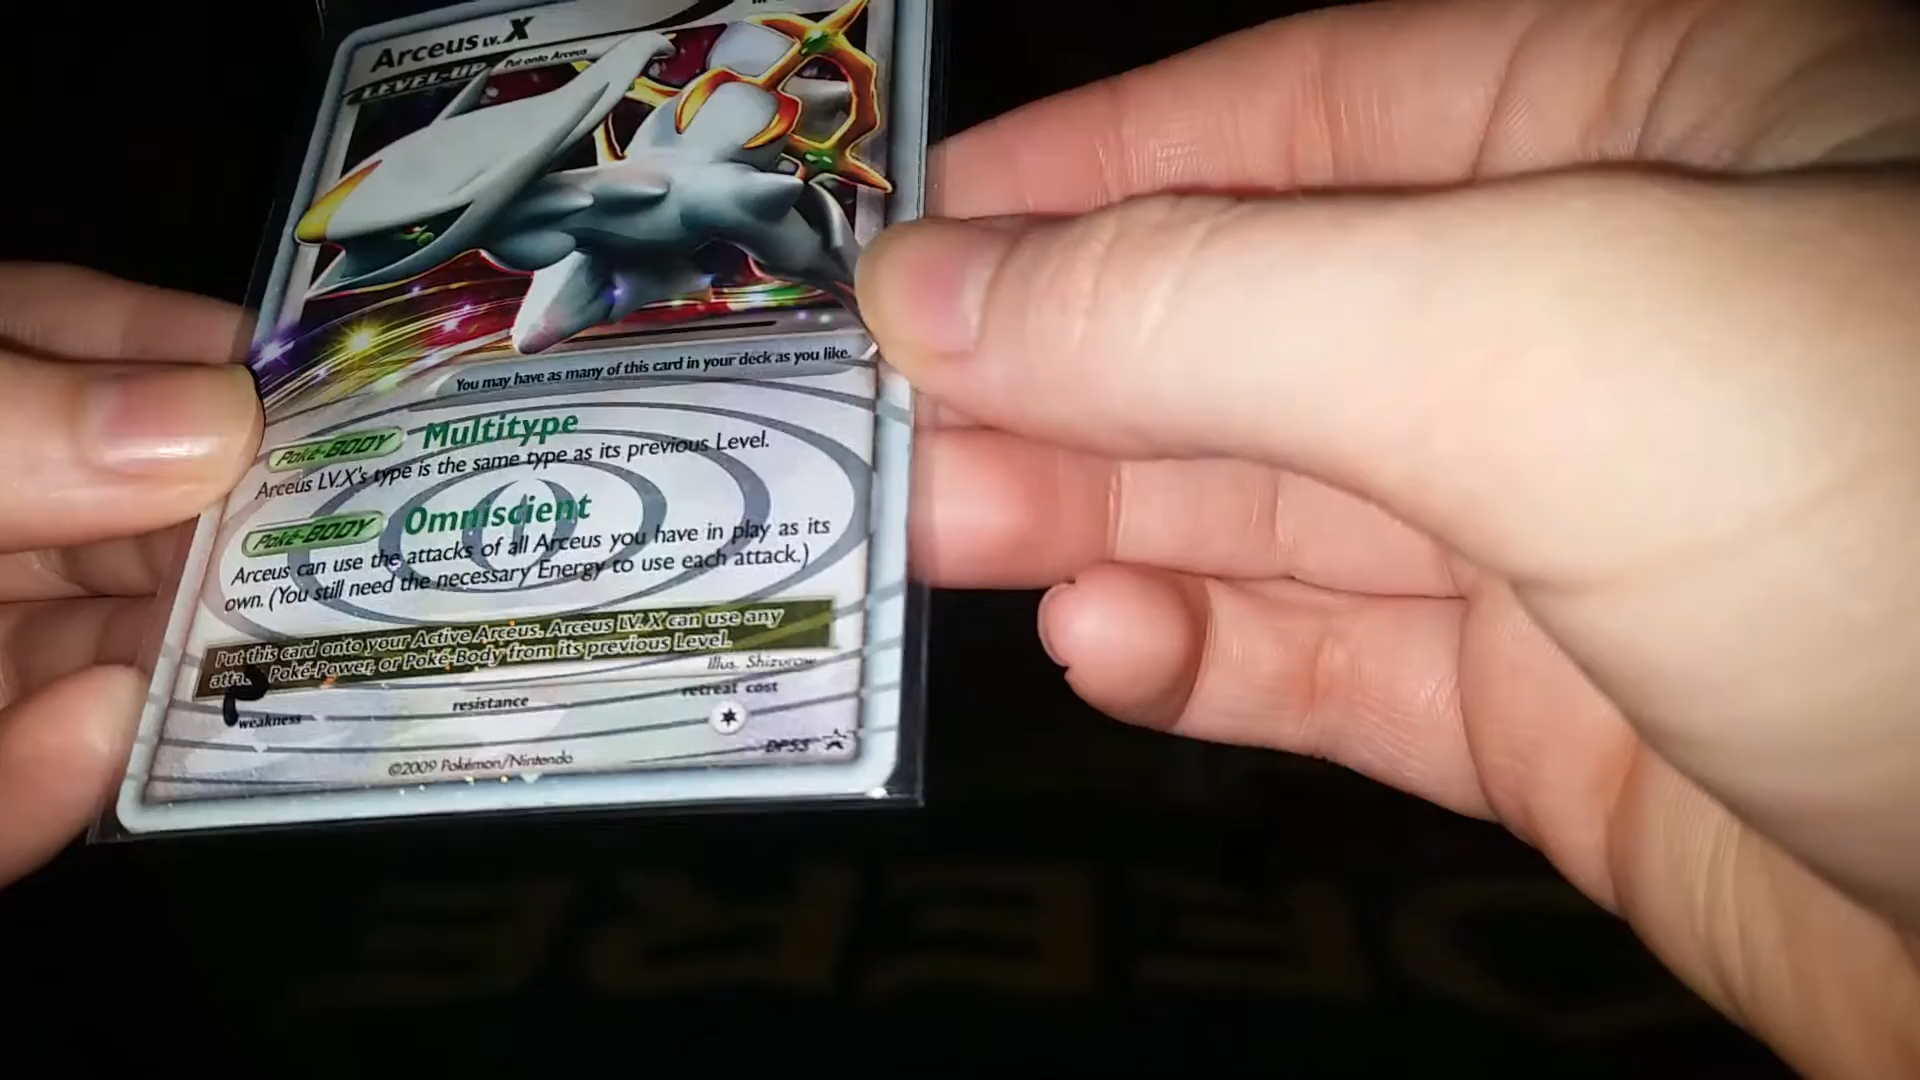 Arceus LV.X
LEVEL-UP Put onto Arceus
You may have as many of this card in your deck as you like.
Poké-BODY Multitype
Arceus LV.X's type is the same type as its previous Level.
Poké-BODY Omniscient
Arceus can use the attacks of all Arceus you have in play as its
own. (You still need the necessary Energy to use each attack.)
Put this card onto your Active Arceus. Arceus LV. X can use any
Poké-Power, or Poké-Body from its previous Level.
Illus. Shizurow
weakness resistance retreat cost
DP53
©2009 Pokémon/Nintendo